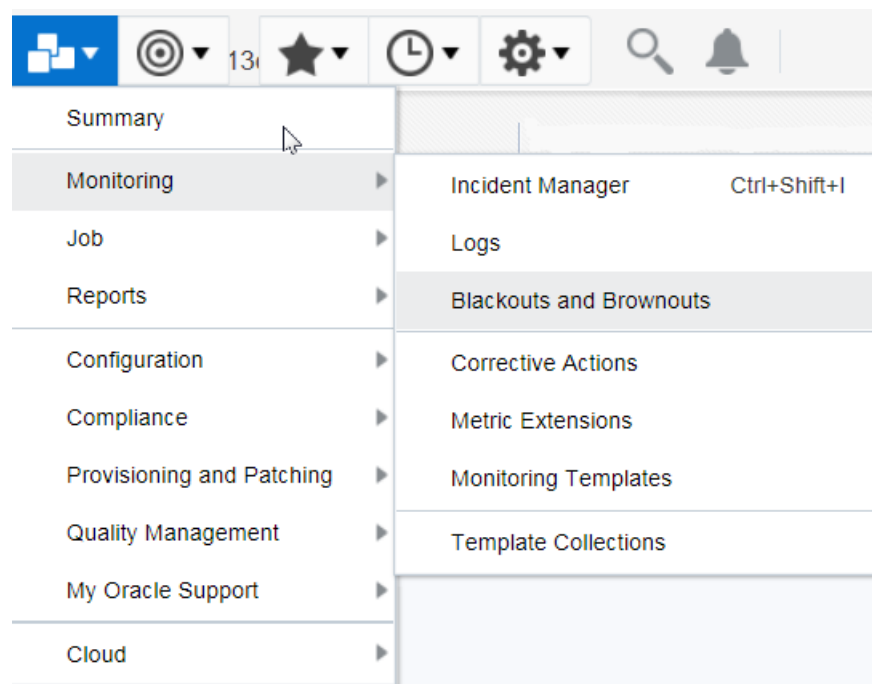 13c
Summary
Monitoring
Job
Reports
Configuration
Compliance
Provisioning and Patching
Quality Management
My Oracle Support
Cloud
Incident Manager Ctrl+Shift+I
Logs
Blackouts and Brownouts
Corrective Actions
Metric Extensions
Monitoring Templates
Template Collections